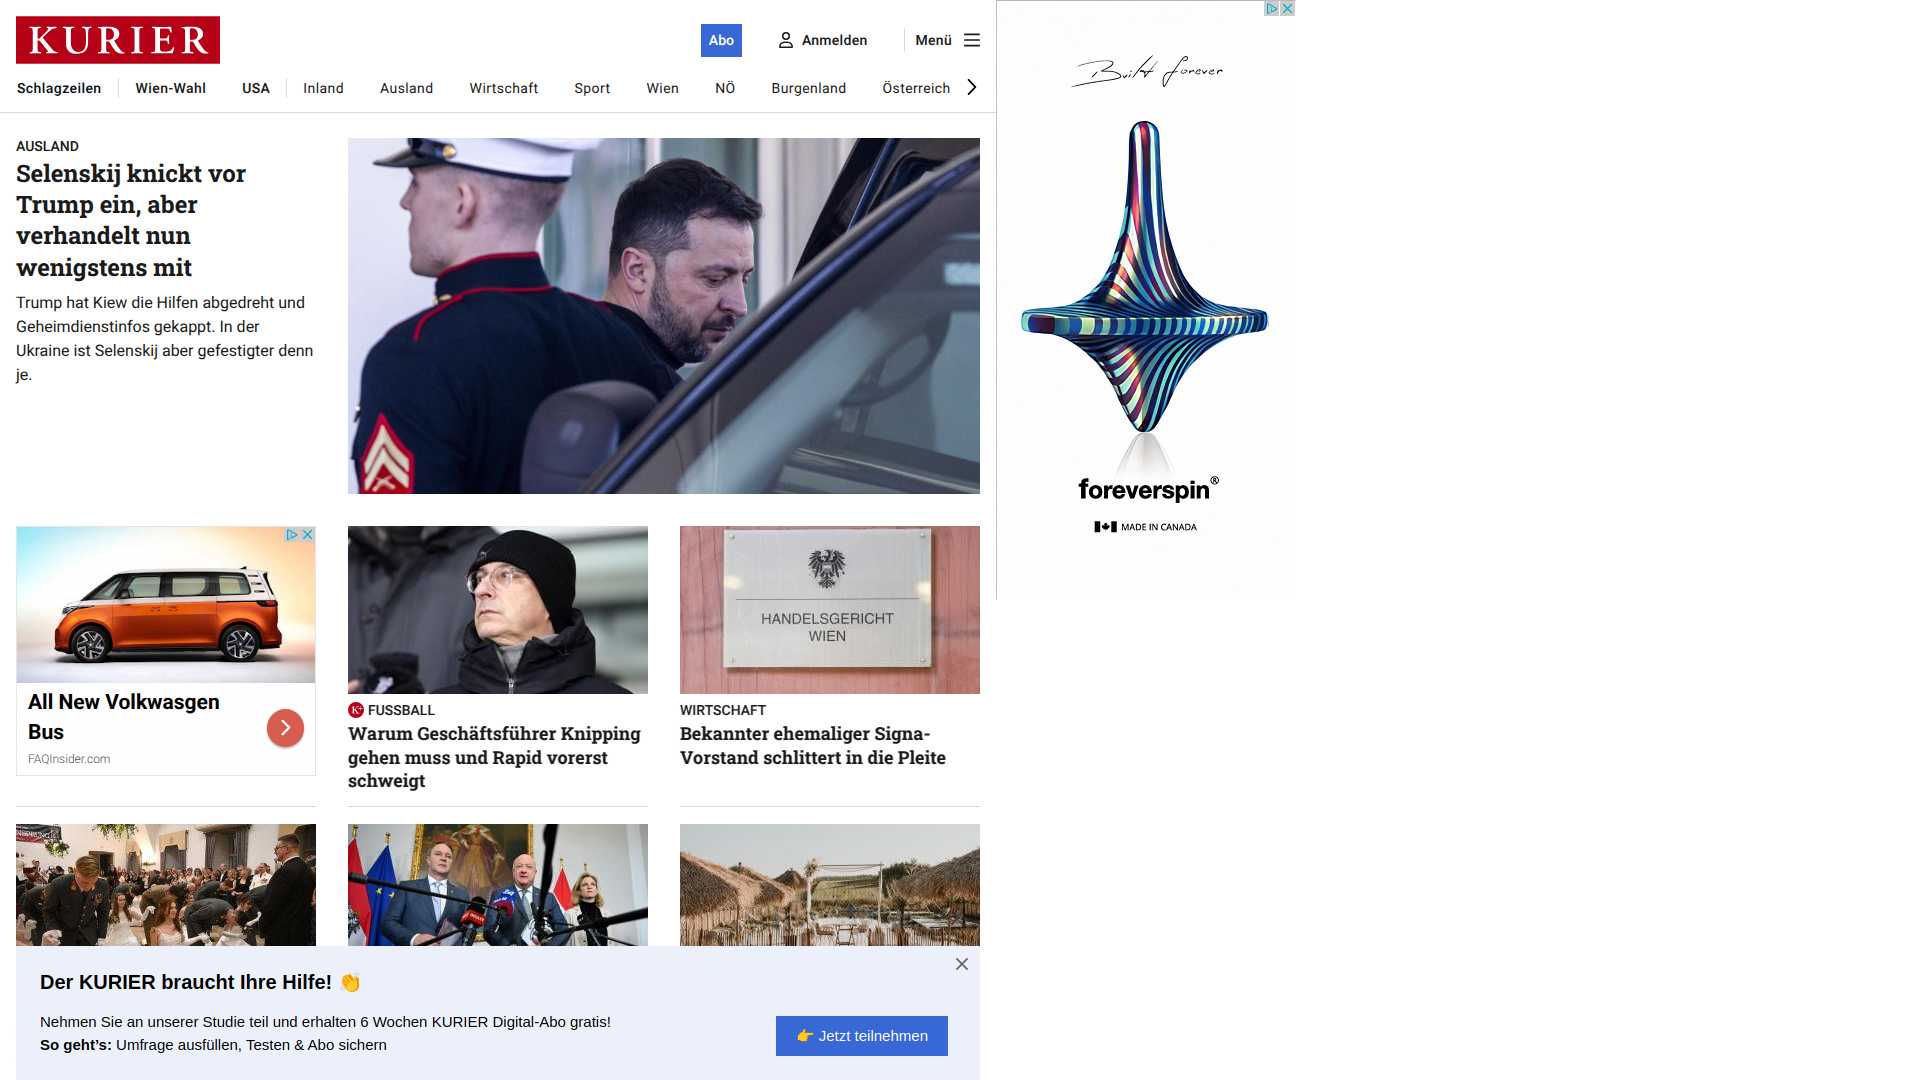 KURIER
Abo
Anmelden
Menü
Schlagzeilen
Wien-Wahl
USA
Inland
Ausland
Wirtschaft
Sport
Wien
NÖ
Burgenland
Österreich
AUSLAND
Selenskij knickt vor
Trump ein, aber
verhandelt nun
wenigstens mit
Trump hat Kiew die Hilfen abgedreht und
Geheimdienstinfos gekappt. In der
Ukraine ist Selenskij aber gefestigter denn
je.
Built forever
foreverspin®
MADE IN CANADA
All New Volkwasgen
Bus
FAQInsider.com
K+ FUSSBALL
Warum Geschäftsführer Knipping
gehen muss und Rapid vorerst
schweigt
HANDELSGERICHT
WIEN
WIRTSCHAFT
Bekannter ehemaliger Signa-
Vorstand schlittert in die Pleite
Der KURIER braucht Ihre Hilfe! 👏
Nehmen Sie an unserer Studie teil und erhalten 6 Wochen KURIER Digital-Abo gratis!
So geht’s: Umfrage ausfüllen, Testen & Abo sichern
👉 Jetzt teilnehmen